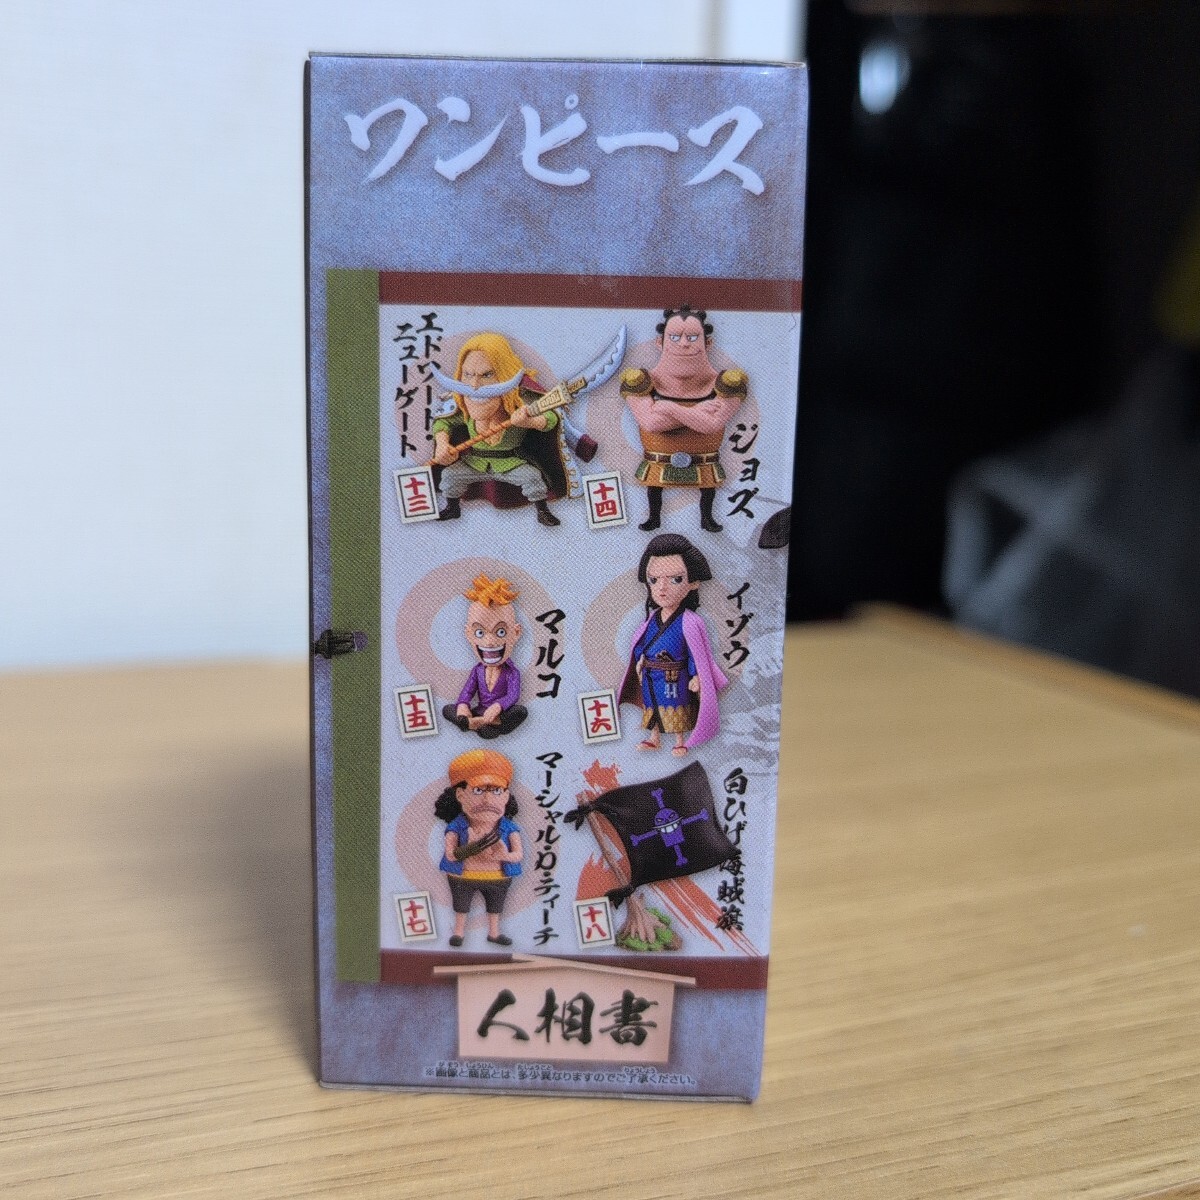 ワンピース
エドワード・
ニューゲート
十三
ジョズ
十四
マルコ
十五
イゾウ
十六
マーシャル・D・ティーチ
十七
白ひげ海賊旗
十八
人相書
※画像と商品とは、多少異なりますのでご了承ください。